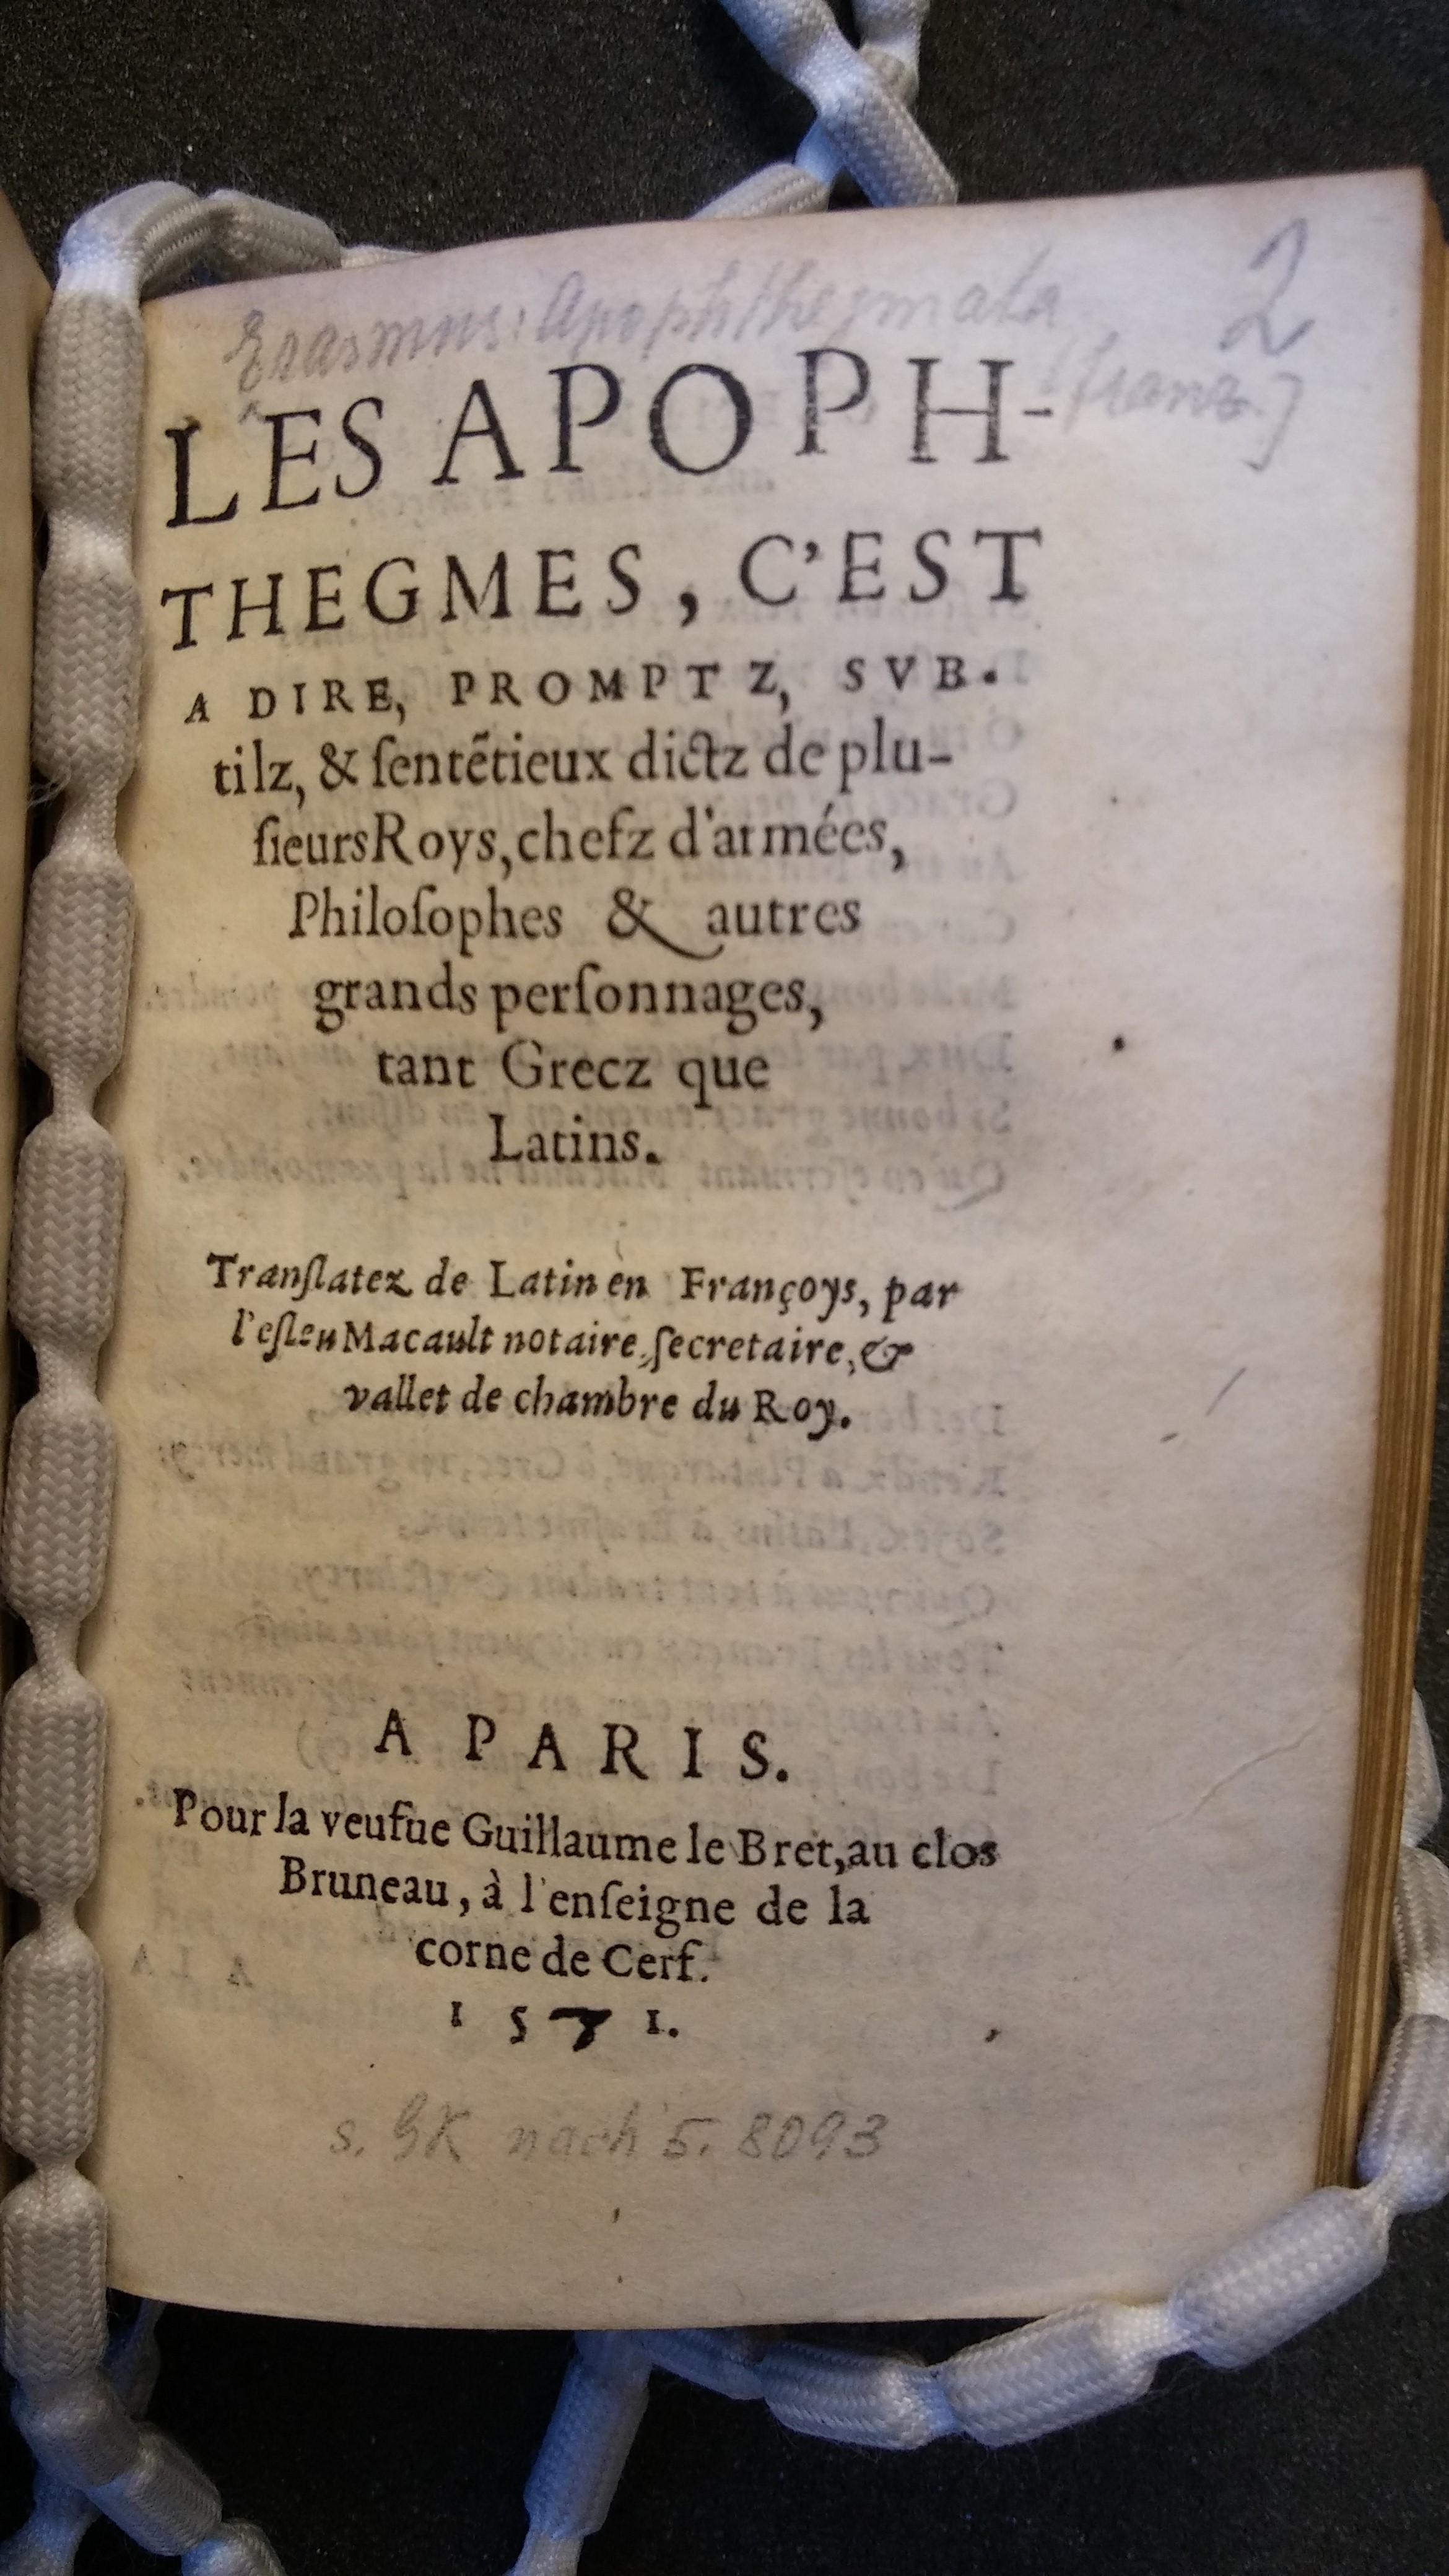 2
Erasmus: Apophthegmata
[franz.]
LES APOPH-
THEGMES, C'EST
A DIRE, PROMPTZ, SVB-
tilz, & ſentẽtieux dictz de plu-
ſieurs Roys, chefz d'armées,
Philoſophes & autres
grands perſonnages,
tant Grecz que
Latins.
Tranſlatez de Latin en Françoys, par
l'eſleu Macault notaire, ſecretaire, &
vallet de chambre du Roy.
A PARIS.
Pour la veufue Guillaume le Bret, au clos
Bruneau, à l'enſeigne de la
corne de Cerf.
1571.
s. GK nach 5. 8093